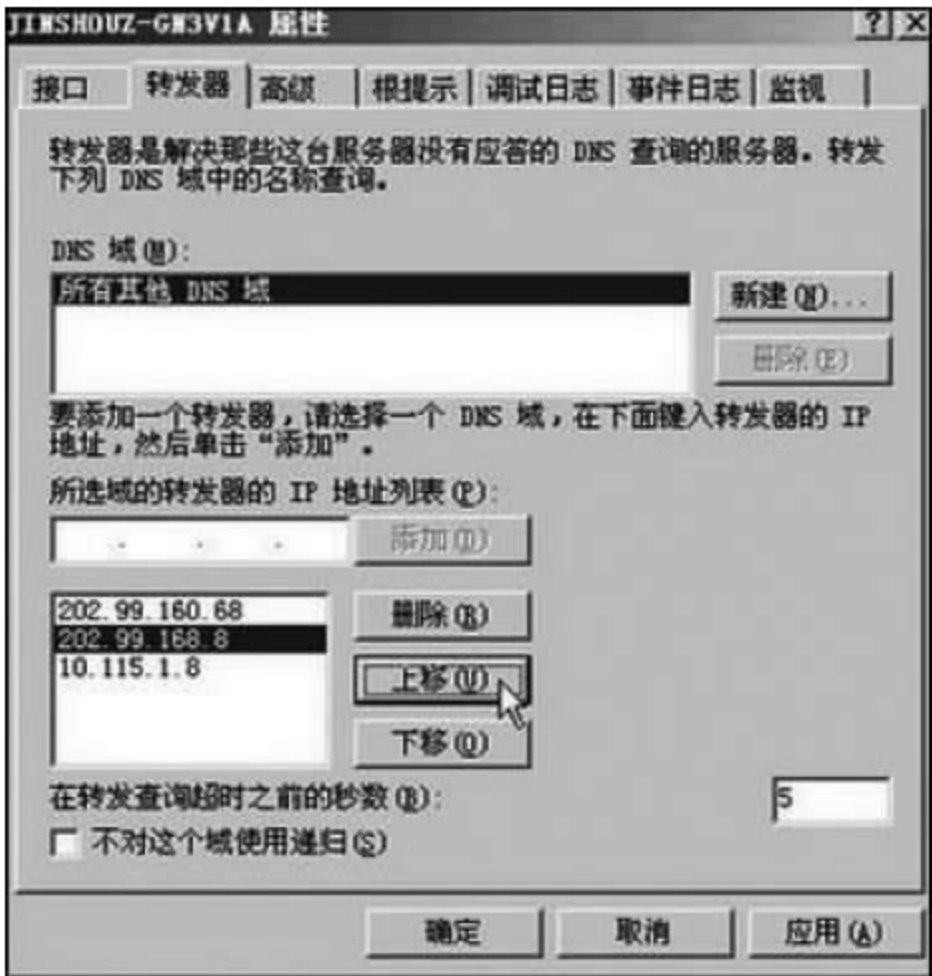 JINSHOUZ-GW3V1A 属性
接口 转发器 高级 根提示 调试日志 事件日志 监视
转发器是解决那些这台服务器没有应答的 DNS 查询的服务器。转发
下列 DNS 域中的名称查询。
DNS 域(M):
所有其他 DNS 域
新建(N)...
删除(E)
要添加一个转发器，请选择一个 DNS 域，在下面键入转发器的 IP
地址，然后单击“添加”。
所选域的转发器的 IP 地址列表(P):
添加(D)
202.99.160.68
202.99.168.8
10.115.1.8
删除(R)
上移(U)
下移(O)
在转发查询超时之前的秒数(B):
5
不对这个域使用递归(S)
确定 取消 应用(A)